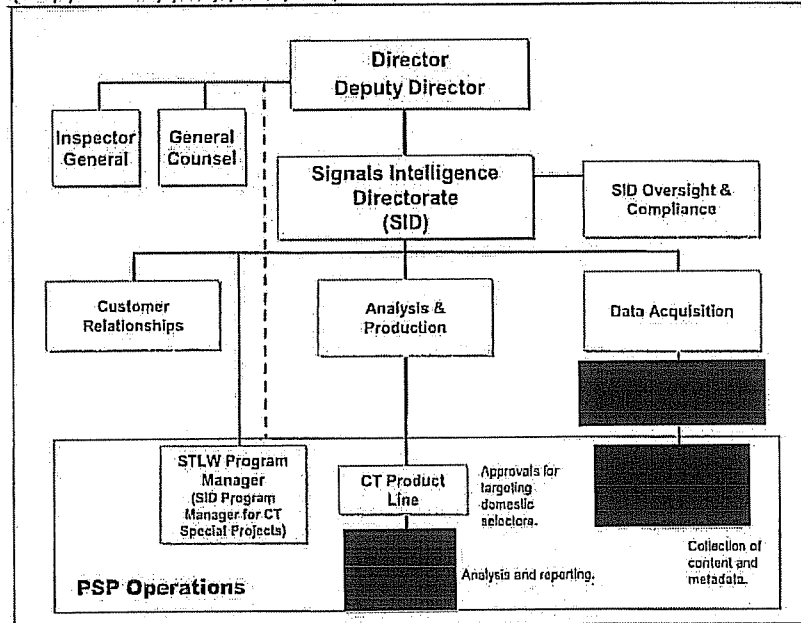 Director
Deputy Director
Inspector
General
General
Counsel
Signals Intelligence
Directorate
(SID)
SID Oversight &
Compliance
Customer
Relationships
Analysis &
Production
Data Acquisition
STLW Program
Manager
(SID Program
Manager for CT
Special Projects)
CT Product
Line
Approvals for
targeting
domestic
selectors.
Analysis and reporting.
Collection of
content and
metadata.
PSP Operations